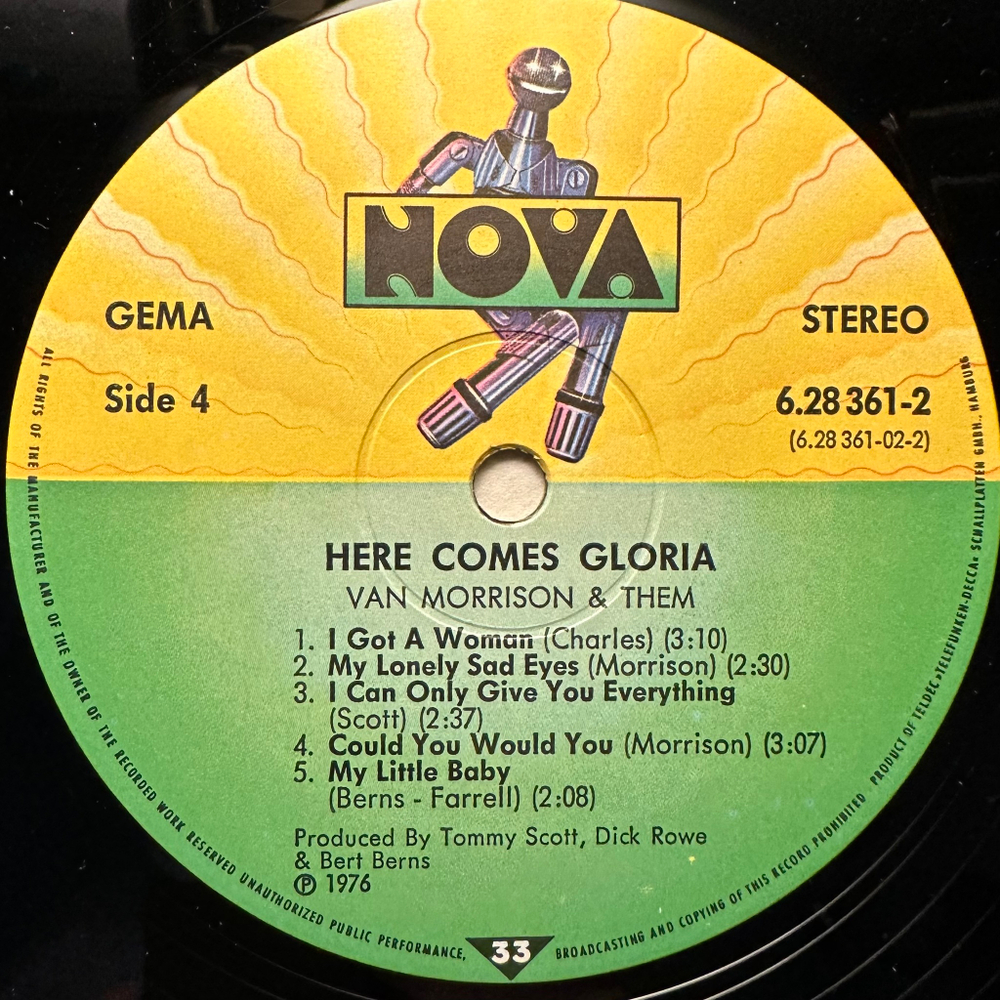 NOVA
GEMA
STEREO
Side 4
6.28 361-2
(6.28 361-02-2)
HERE COMES GLORIA
VAN MORRISON & THEM
1. I Got A Woman (Charles) (3:10)
2. My Lonely Sad Eyes (Morrison) (2:30)
3. I Can Only Give You Everything
(Scott) (2:37)
4. Could You Would You (Morrison) (3:07)
5. My Little Baby
(Berns - Farrell) (2:08)
Produced By Tommy Scott, Dick Rowe
& Bert Berns
℗ 1976
33
ALL RIGHTS OF THE MANUFACTURER AND OF THE OWNER OF THE RECORDED WORK RESERVED UNAUTHORIZED PUBLIC PERFORMANCE, BROADCASTING AND COPYING OF THIS RECORD PROHIBITED PRODUCT OF TELDEC »TELEFUNKEN-DECCA« SCHALLPLATTEN GMBH., HAMBURG